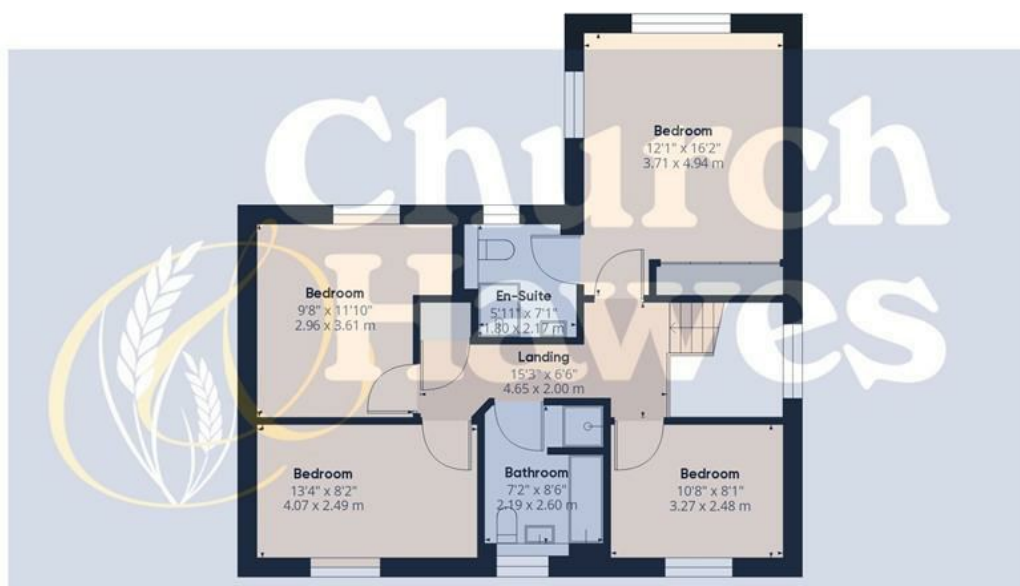 Church
Hawes
Bedroom
12'1" x 16'2"
3.71 x 4.94 m
Bedroom
9'8" x 11'10"
2.96 x 3.61 m
En-Suite
5'11" x 7'1"
1.80 x 2.17 m
Landing
15'3" x 6'6"
4.65 x 2.00 m
Bedroom
13'4" x 8'2"
4.07 x 2.49 m
Bathroom
7'2" x 8'6"
2.19 x 2.60 m
Bedroom
10'8" x 8'1"
3.27 x 2.48 m